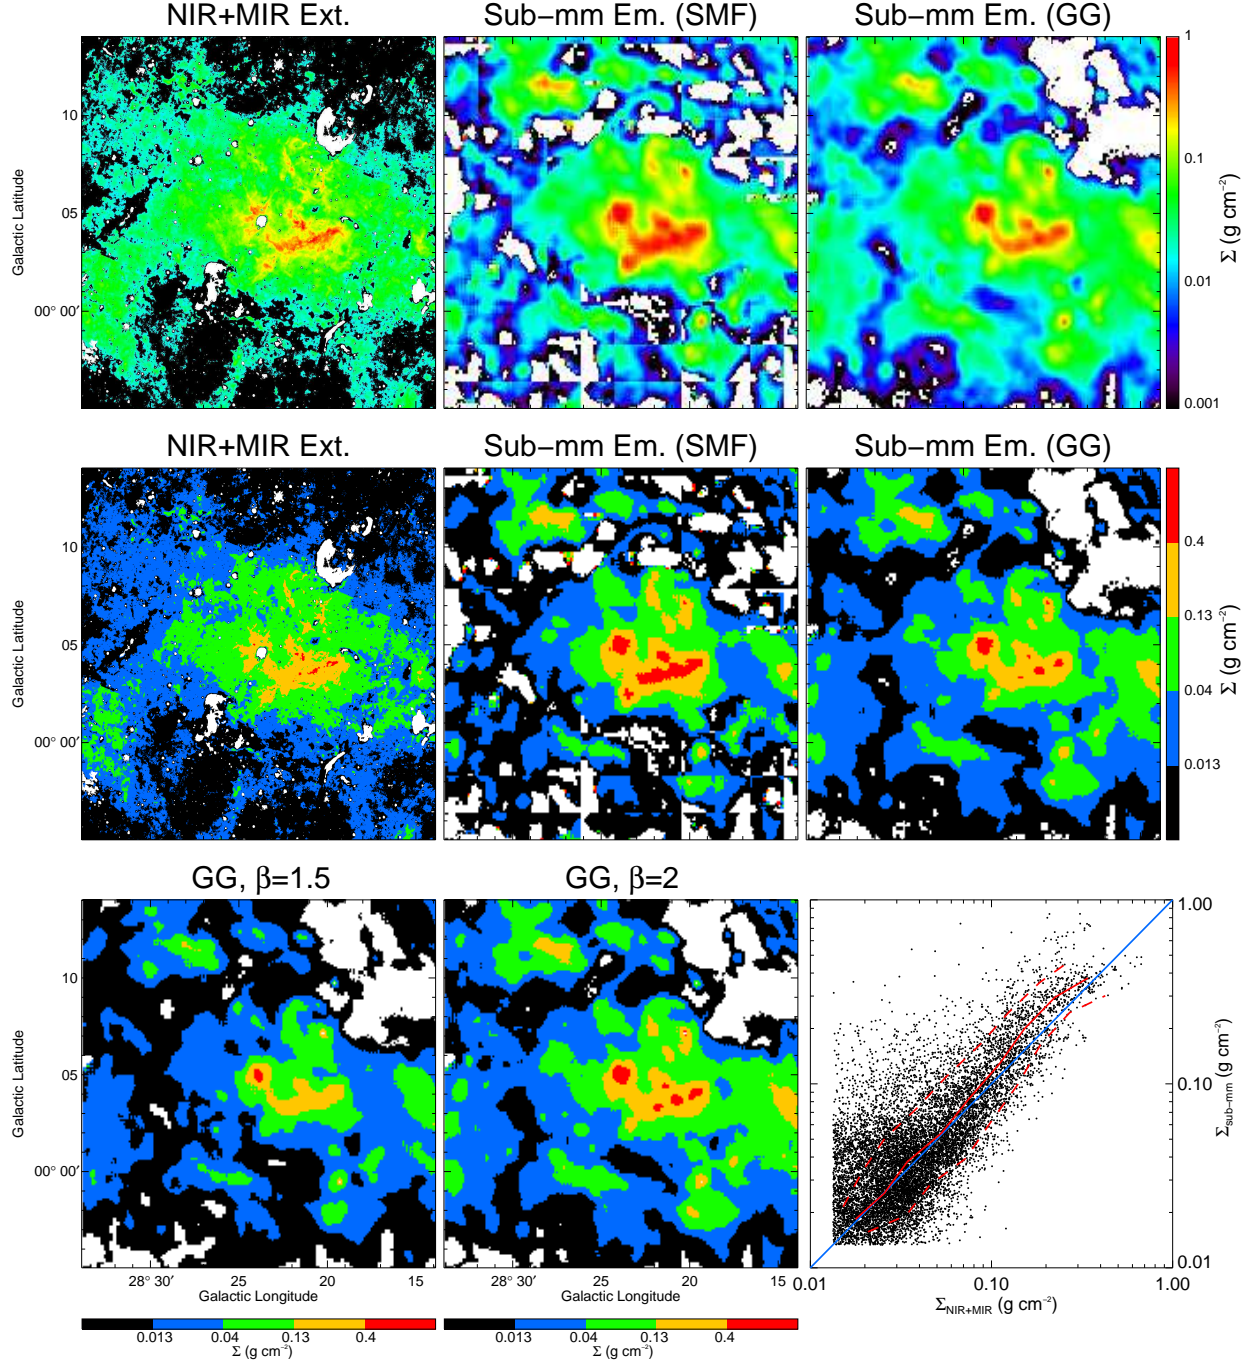 NIR+MIR Ext.
Sub−mm Em. (SMF)
Sub−mm Em. (GG)
Galactic Latitude
10
05
00° 00′
1
0.1
0.01
0.001
Σ (g cm⁻²)
NIR+MIR Ext.
Sub−mm Em. (SMF)
Sub−mm Em. (GG)
Galactic Latitude
10
05
00° 00′
0.4
0.13
0.04
0.013
Σ (g cm⁻²)
GG, β=1.5
GG, β=2
Galactic Latitude
10
05
00° 00′
28° 30′ 25 20 15
Galactic Longitude
28° 30′ 25 20 15
Galactic Longitude
0.013 0.04 0.13 0.4
Σ (g cm⁻²)
0.013 0.04 0.13 0.4
Σ (g cm⁻²)
1.00
0.10
0.01
Σsub−mm (g cm⁻²)
0.01 0.10 1.00
ΣNIR+MIR (g cm⁻²)